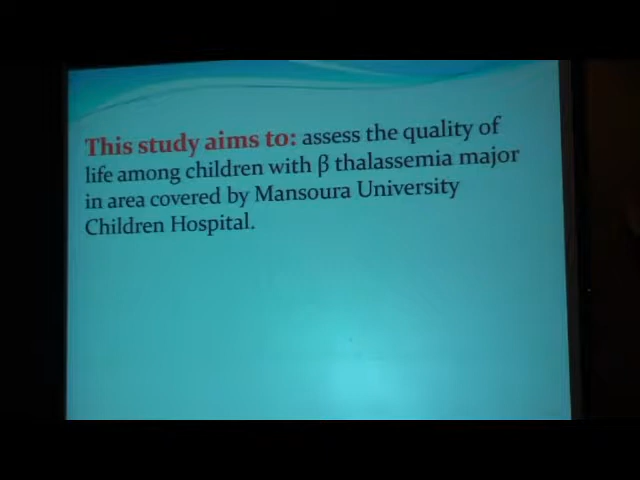 This study aims to: assess the quality of
life among children with β thalassemia major
in area covered by Mansoura University
Children Hospital.